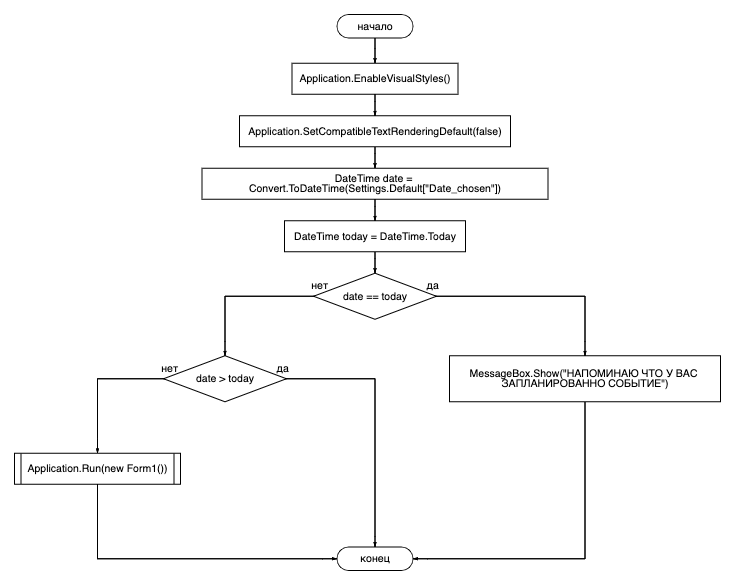 начало
Application.EnableVisualStyles()
Application.SetCompatibleTextRenderingDefault(false)
DateTime date =
Convert.ToDateTime(Settings.Default["Date_chosen"])
DateTime today = DateTime.Today
нет
да
date == today
нет
да
date > today
MessageBox.Show("НАПОМИНАЮ ЧТО У ВАС
ЗАПЛАНИРОВАННО СОБЫТИЕ")
Application.Run(new Form1())
конец